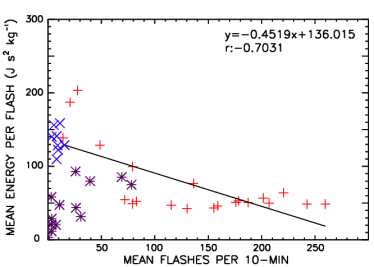 y=-0.4519x+136.015
r:-0.7031
MEAN ENERGY PER FLASH (J s² kg⁻¹)
300
200
100
0
50
100
150
200
250
300
MEAN FLASHES PER 10-MIN